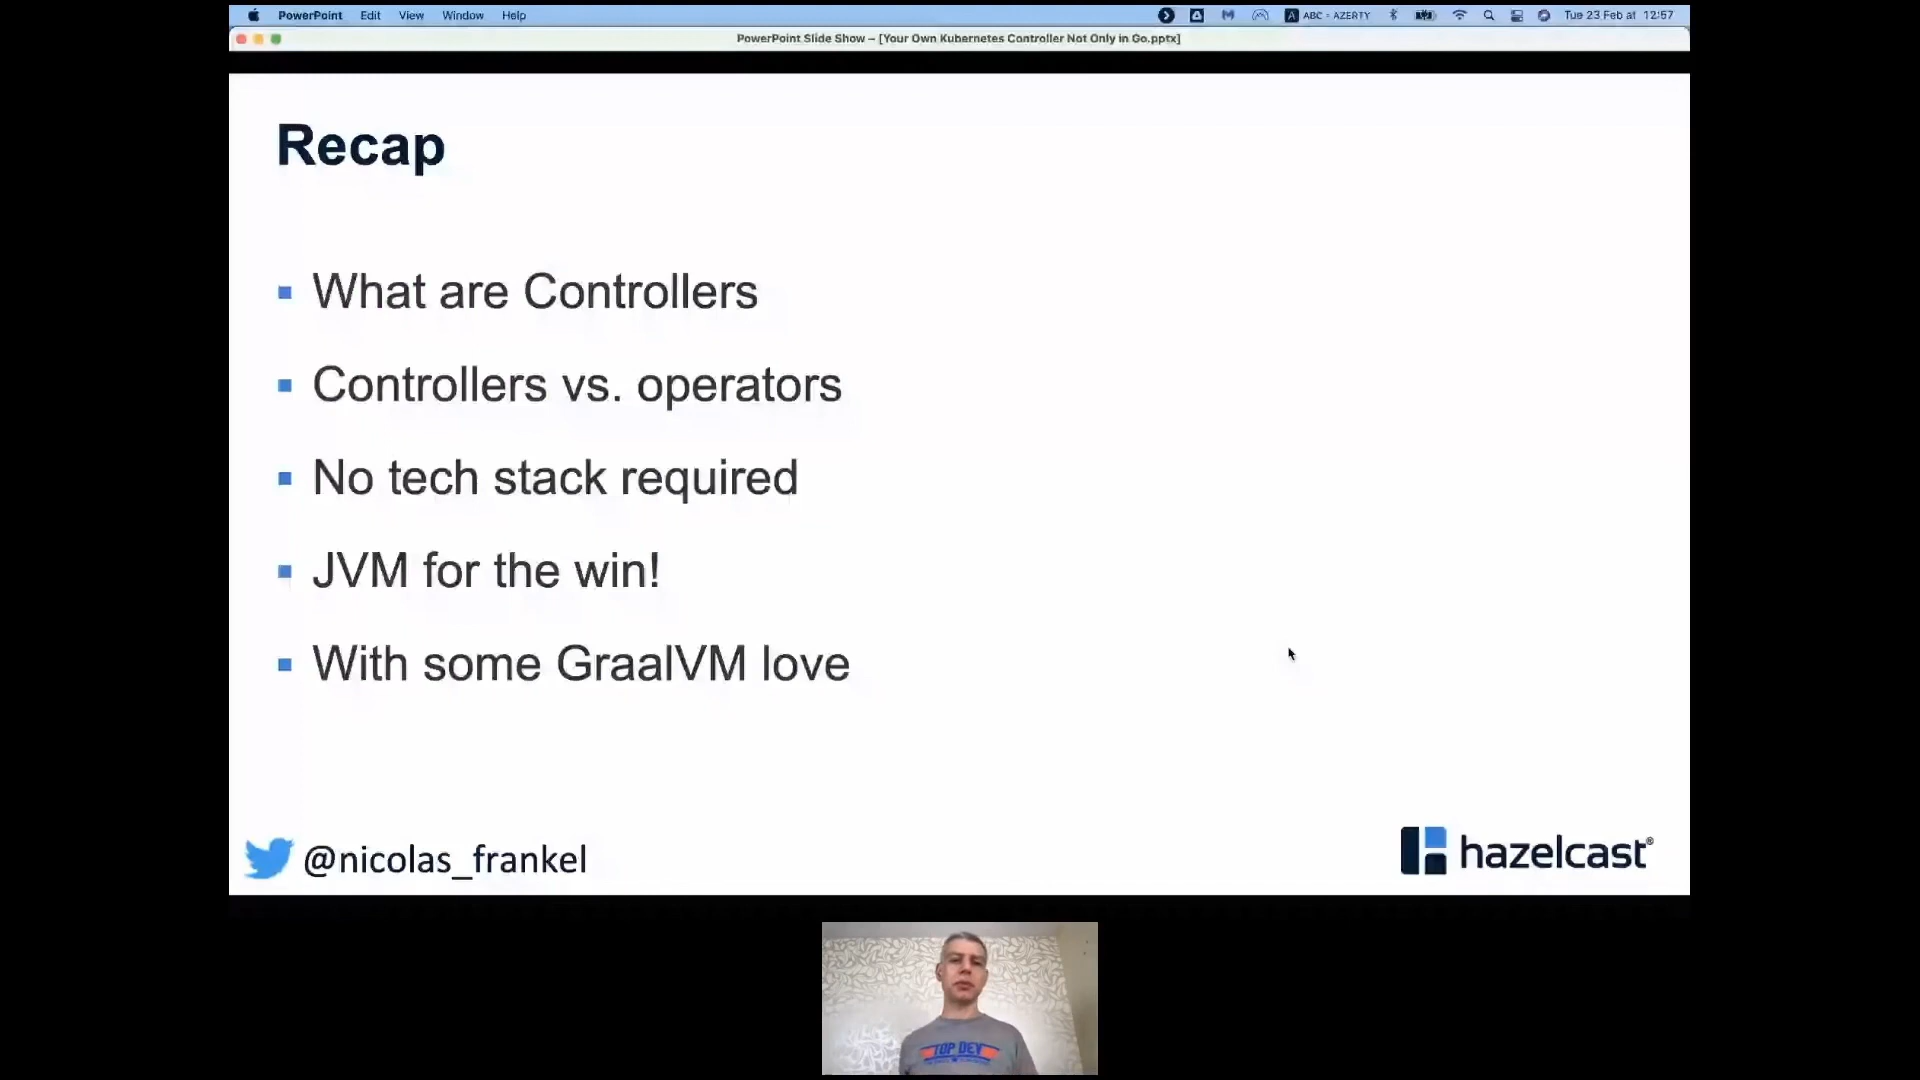 PowerPoint Edit View Window Help
ABC - AZERTY Tue 23 Feb at 12:57
PowerPoint Slide Show – [Your Own Kubernetes Controller Not Only in Go.pptx]
Recap
What are Controllers
Controllers vs. operators
No tech stack required
JVM for the win!
With some GraalVM love
@nicolas_frankel
hazelcast®
TOP DEV